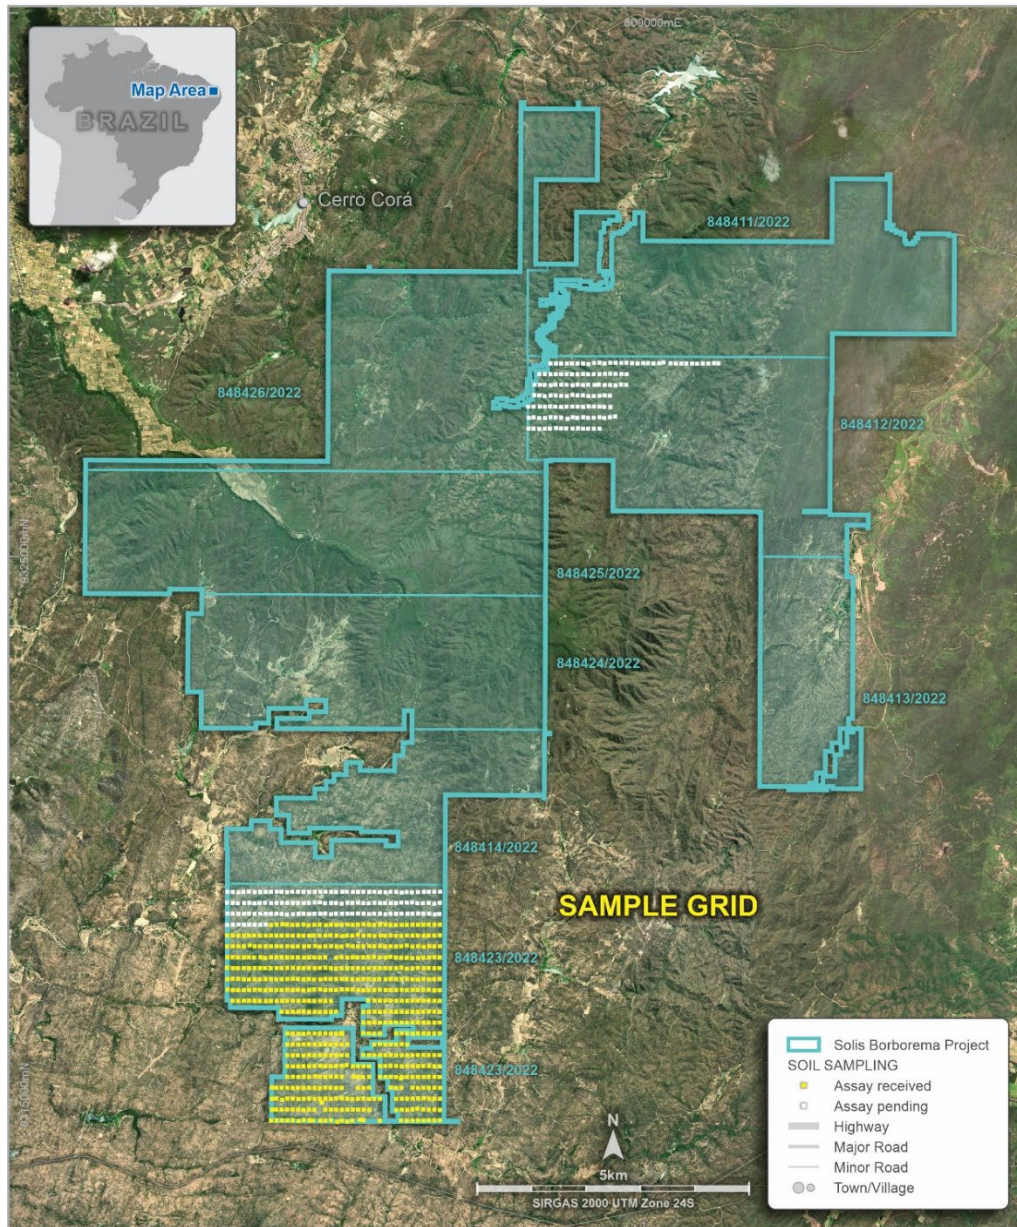 800000mE
Map Area
BRAZIL
Cerro Corá
848411/2022
848426/2022
848412/2022
9325000mN
848425/2022
848424/2022
848413/2022
848414/2022
SAMPLE GRID
848423/2022
848423/2022
N
5km
SIRGAS 2000 UTM Zone 24S
Solis Borborema Project
SOIL SAMPLING
Assay received
Assay pending
Highway
Major Road
Minor Road
Town/Village